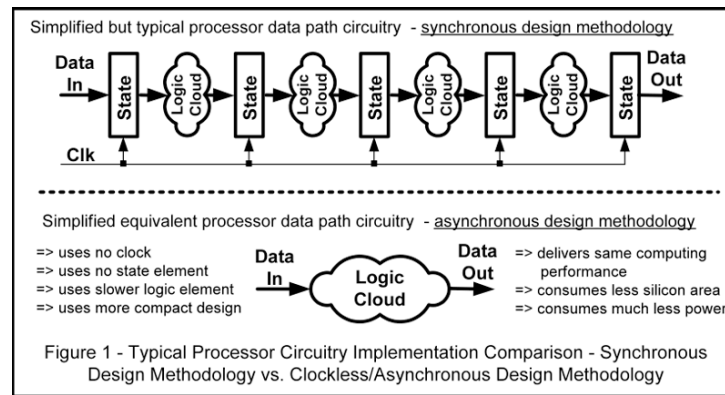 Simplified but typical processor data path circuitry - synchronous design methodology
Data In
State
Logic Cloud
State
Logic Cloud
State
Logic Cloud
State
Logic Cloud
State
Data Out
Clk
Simplified equivalent processor data path circuitry - asynchronous design methodology
=> uses no clock
=> uses no state element
=> uses slower logic element
=> uses more compact design
Data In
Logic Cloud
Data Out
=> delivers same computing
performance
=> consumes less silicon area
=> consumes much less power
Figure 1 - Typical Processor Circuitry Implementation Comparison - Synchronous
Design Methodology vs. Clockless/Asynchronous Design Methodology